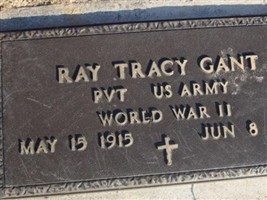 RAY TRACY GANT
PVT US ARMY
WORLD WAR II
MAY 15 1915 JUN 8